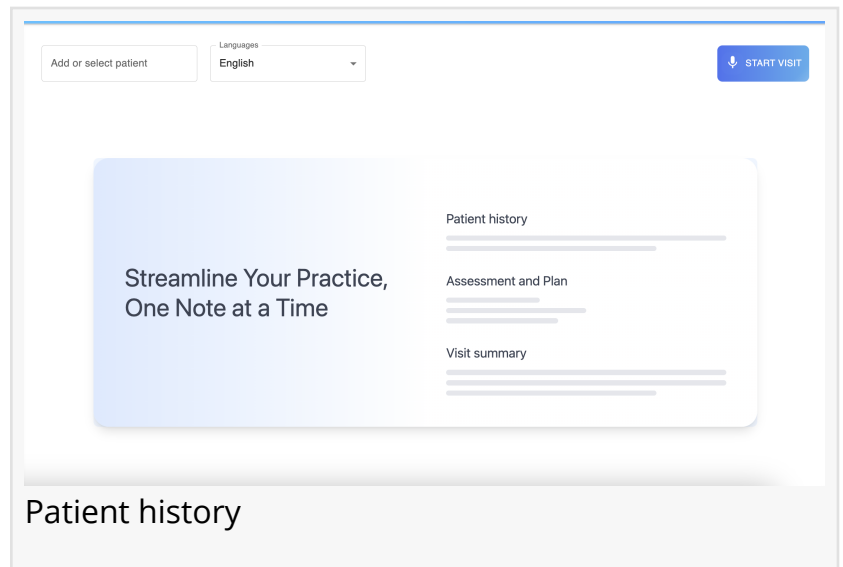 Add or select patient
Languages
English
START VISIT
Streamline Your Practice,
One Note at a Time
Patient history
Assessment and Plan
Visit summary
Patient history